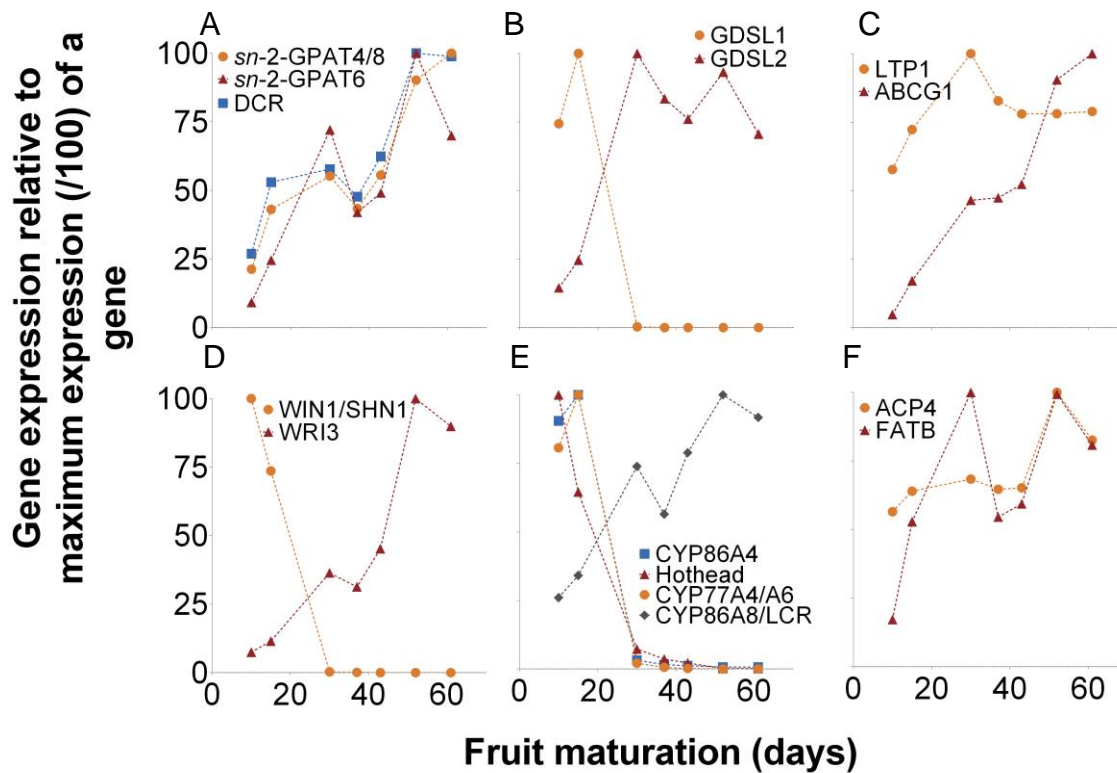 Gene expression relative to
maximum expression (/100) of a
gene
A
100
75
50
25
0
sn-2-GPAT4/8
sn-2-GPAT6
DCR
B
GDSL1
GDSL2
C
LTP1
ABCG1
D
100
75
50
25
0
WIN1/SHN1
WRI3
0 20 40 60
E
CYP86A4
Hothead
CYP77A4/A6
CYP86A8/LCR
0 20 40 60
F
ACP4
FATB
0 20 40 60
Fruit maturation (days)